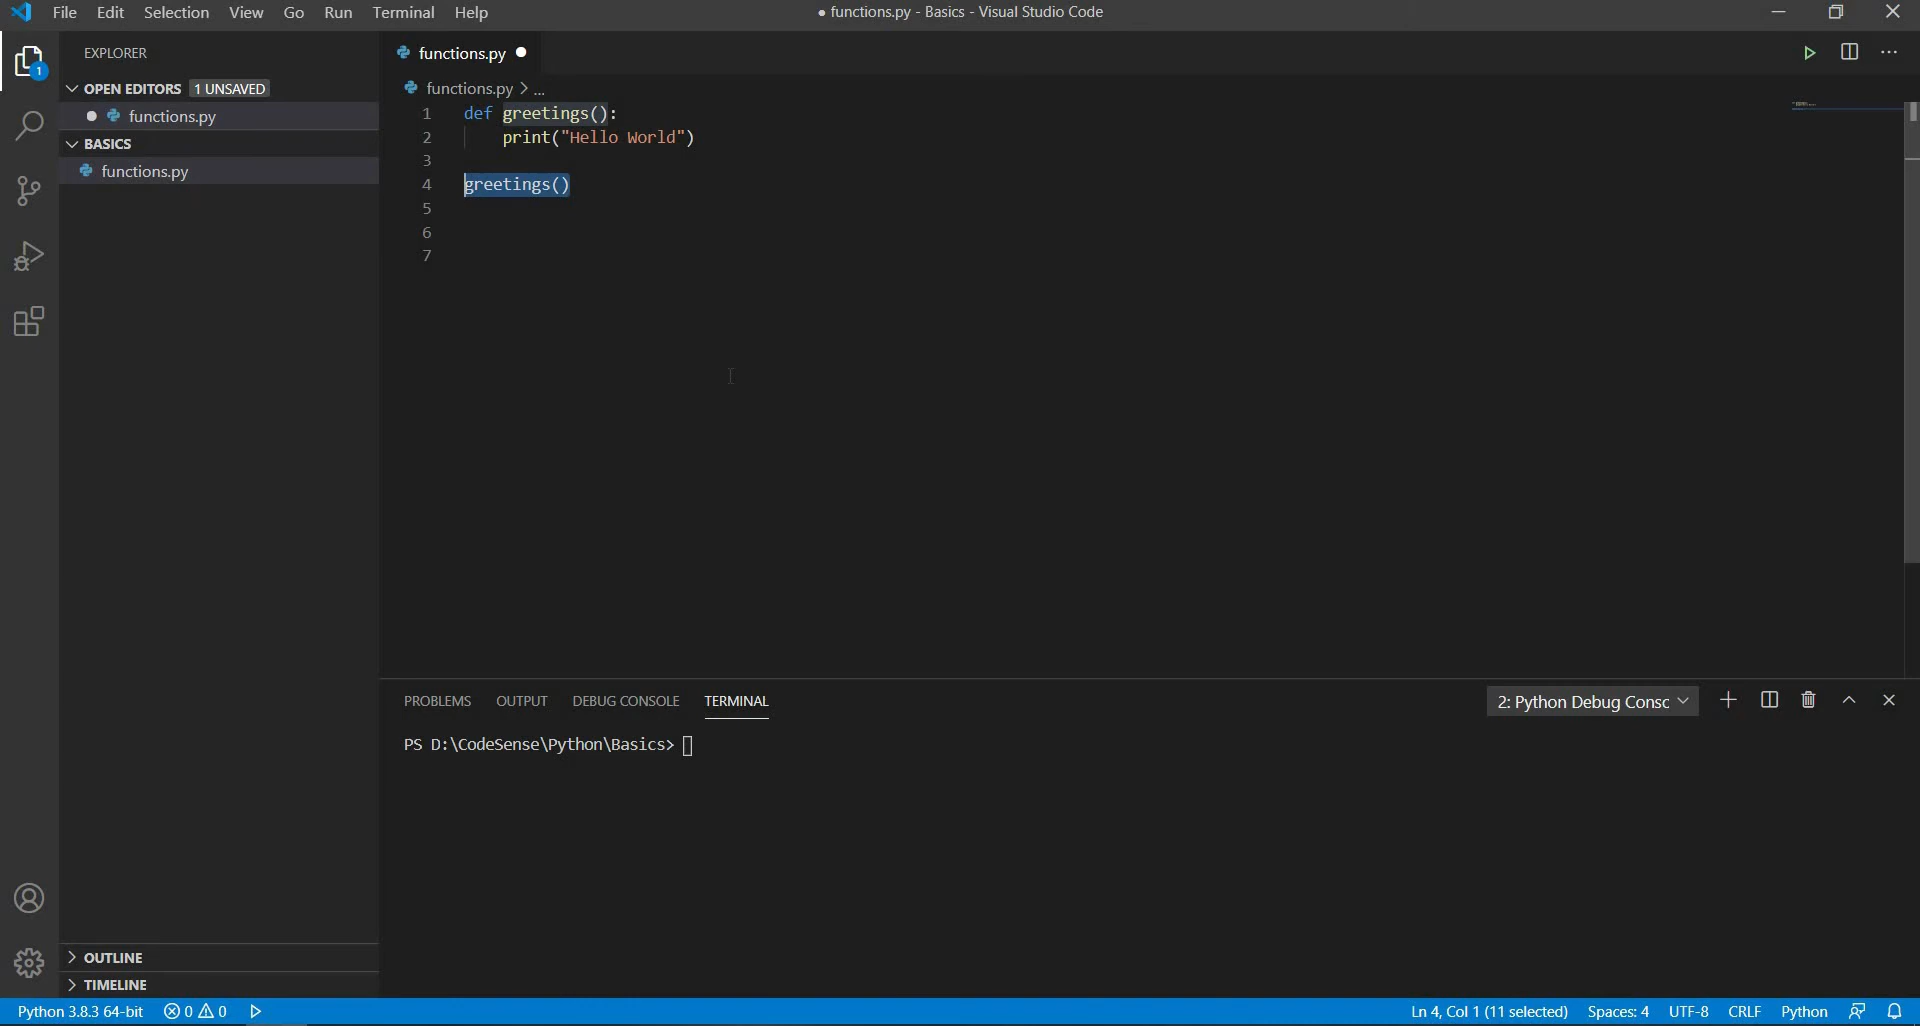 File Edit Selection View Go Run Terminal Help
● functions.py - Basics - Visual Studio Code
1
EXPLORER
OPEN EDITORS 1 UNSAVED
functions.py
BASICS
functions.py
OUTLINE
TIMELINE
functions.py
functions.py > ...
1 def greetings():
2 print("Hello World")
3
4 greetings()
5
6
7
PROBLEMS OUTPUT DEBUG CONSOLE TERMINAL
2: Python Debug Consc
PS D:\CodeSense\Python\Basics>
Python 3.8.3 64-bit 0 0
Ln 4, Col 1 (11 selected) Spaces: 4 UTF-8 CRLF Python